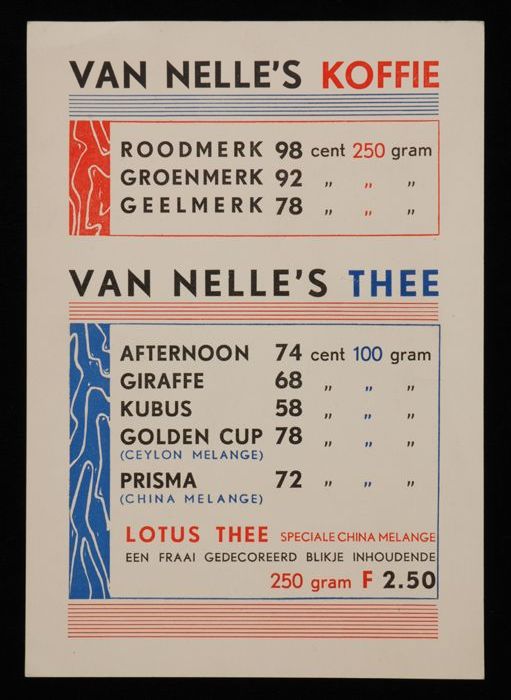 VAN NELLE'S KOFFIE
ROODMERK 98 cent 250 gram
GROENMERK 92 „ „ „
GEELMERK 78 „ „ „
VAN NELLE'S THEE
AFTERNOON 74 cent 100 gram
GIRAFFE 68 „ „ „
KUBUS 58 „ „ „
GOLDEN CUP 78 „ „ „
(CEYLON MELANGE)
PRISMA 72 „ „ „
(CHINA MELANGE)
LOTUS THEE SPECIALE CHINA MELANGE
EEN FRAAI GEDECOREERD BLIKJE INHOUDENDE
250 gram F 2.50